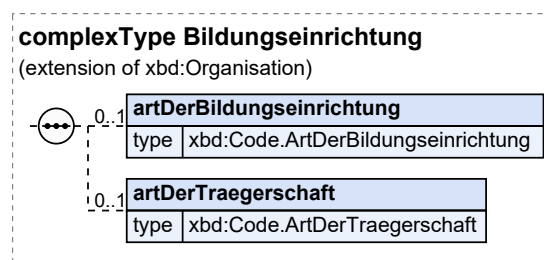 complexType Bildungseinrichtung
(extension of xbd:Organisation)
0..1 artDerBildungseinrichtung
type xbd:Code.ArtDerBildungseinrichtung
0..1 artDerTraegerschaft
type xbd:Code.ArtDerTraegerschaft